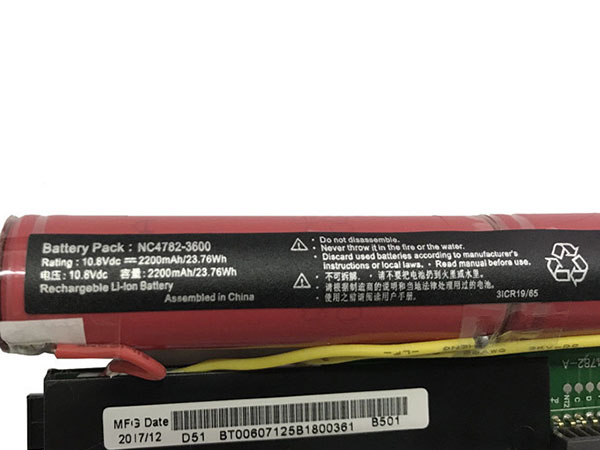 Battery Pack : NC4782-3600
Rating : 10.8Vdc ⎓ 2200mAh/23.76Wh
电压 : 10.8Vdc 容量: 2200mAh/23.76Wh
Rechargeable Li-Ion Battery
Assembled in China
· Do not disassemble.
· Never throw it in the fire or the water.
· Discard used batteries according to manufacturer's
instructions or local laws. · Read manual before use.
· 不可拆解. · 请不要把电池扔到火里或水里.
· 请根据制造商的说明和当地法律处理用过的电池.
· 使用之前请阅读用户手册.
3ICR19/65
4782-A
NT2
MFG Date
2017/12
D51 BT00607125B1800361 B501